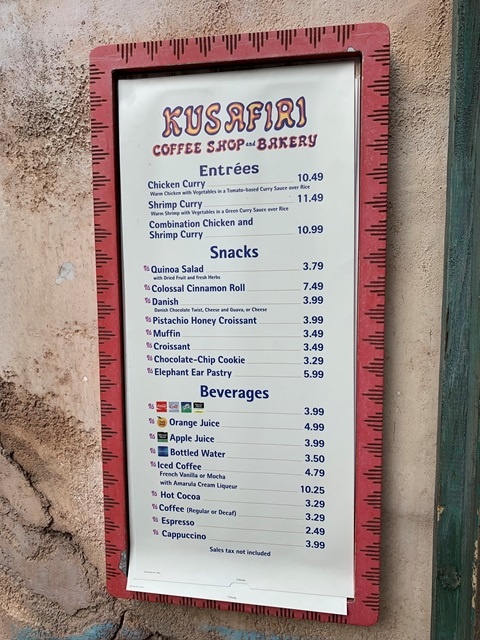 KUSAFIRI
COFFEE SHOP and BAKERY
Entrées
Chicken Curry 10.49
Warm Chicken with Vegetables in a Tomato-based Curry Sauce over Rice
Shrimp Curry 11.49
Warm Shrimp with Vegetables in a Green Curry Sauce over Rice
Combination Chicken and
Shrimp Curry 10.99
Snacks
Quinoa Salad 3.79
with Dried Fruit and fresh Herbs
Colossal Cinnamon Roll 7.49
Danish 3.99
Danish Chocolate Twist, Cheese and Guava, or Cheese
Pistachio Honey Croissant 3.99
Muffin 3.49
Croissant 3.49
Chocolate-Chip Cookie 3.29
Elephant Ear Pastry 5.99
Beverages
3.99
Orange Juice 4.99
Apple Juice 3.99
Bottled Water 3.50
Iced Coffee 4.79
French Vanilla or Mocha
with Amarula Cream Liqueur 10.25
Hot Cocoa 3.29
Coffee (Regular or Decaf) 3.29
Espresso 2.49
Cappuccino 3.99
Sales tax not included